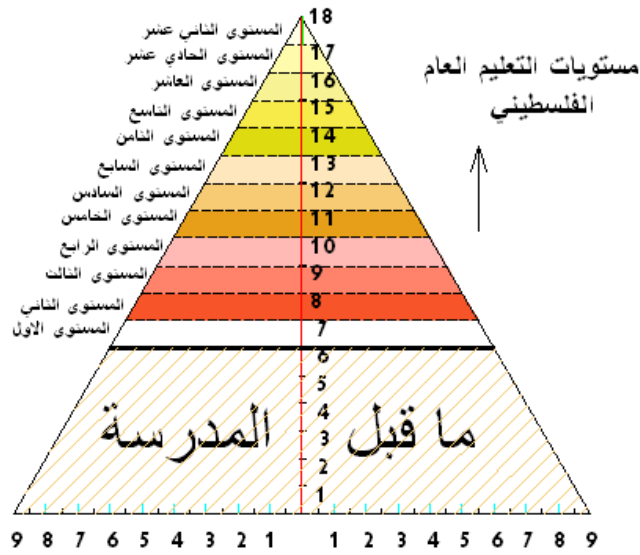 مستويات التعليم العام
الفلسطيني
المستوى الثاني عشر
المستوى الحادي عشر
المستوى العاشر
المستوى التاسع
المستوى الثامن
المستوى السابع
المستوى السادس
المستوى الخامس
المستوى الرابع
المستوى الثالث
المستوى الثاني
المستوى الاول
18
17
16
15
14
13
12
11
10
9
8
7
6
5
4
3
2
1
ما قبل المدرسة
9 8 7 6 5 4 3 2 1 1 2 3 4 5 6 7 8 9